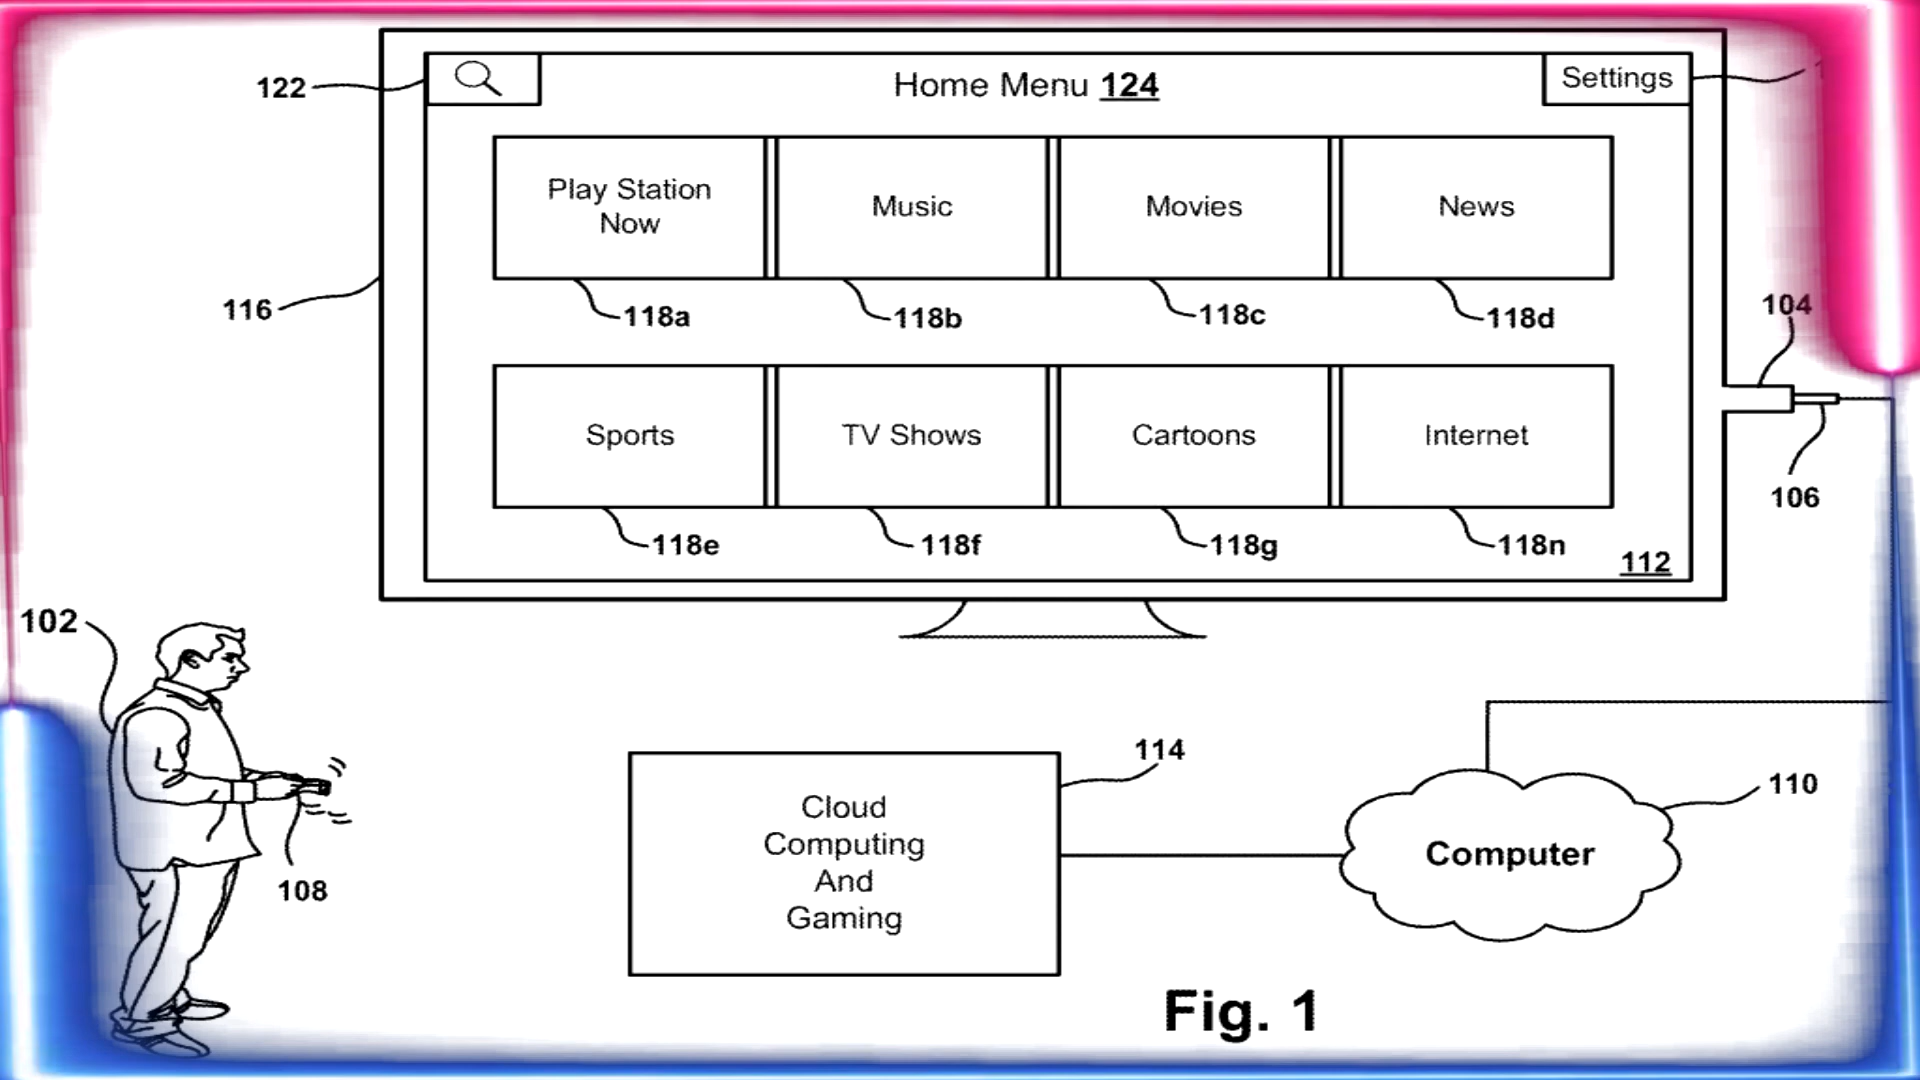 122
Home Menu 124
Settings
Play Station
Now
Music
Movies
News
116
118a
118b
118c
118d
104
Sports
TV Shows
Cartoons
Internet
106
118e
118f
118g
118n
112
102
114
110
Cloud
Computing
And
Gaming
Computer
108
Fig. 1